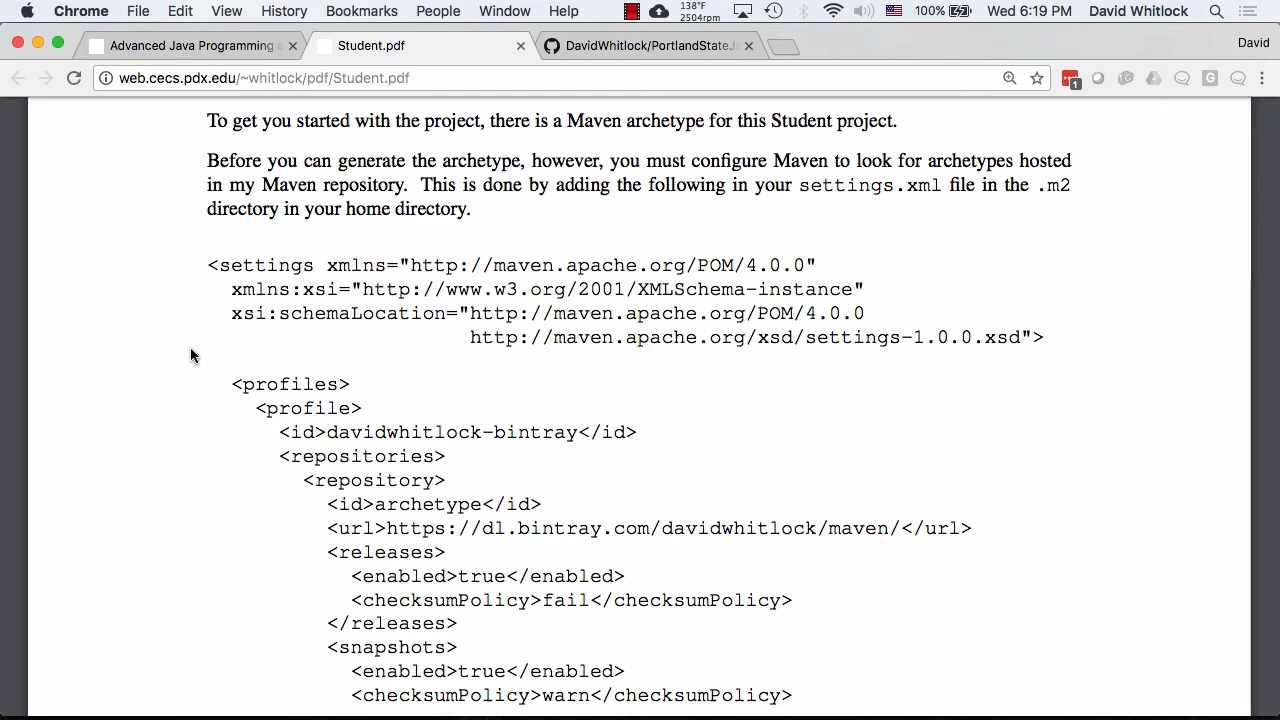 Chrome File Edit View History Bookmarks People Window Help 138°F 2504rpm 100% Wed 6:19 PM David Whitlock
Advanced Java Programming a Student.pdf DavidWhitlock/PortlandStateJ David
web.cecs.pdx.edu/~whitlock/pdf/Student.pdf 1 G
To get you started with the project, there is a Maven archetype for this Student project.
Before you can generate the archetype, however, you must configure Maven to look for archetypes hosted
in my Maven repository. This is done by adding the following in your settings.xml file in the .m2
directory in your home directory.
<settings xmlns="http://maven.apache.org/POM/4.0.0"
xmlns:xsi="http://www.w3.org/2001/XMLSchema-instance"
xsi:schemaLocation="http://maven.apache.org/POM/4.0.0
http://maven.apache.org/xsd/settings-1.0.0.xsd">
<profiles>
<profile>
<id>davidwhitlock-bintray</id>
<repositories>
<repository>
<id>archetype</id>
<url>https://dl.bintray.com/davidwhitlock/maven/</url>
<releases>
<enabled>true</enabled>
<checksumPolicy>fail</checksumPolicy>
</releases>
<snapshots>
<enabled>true</enabled>
<checksumPolicy>warn</checksumPolicy>